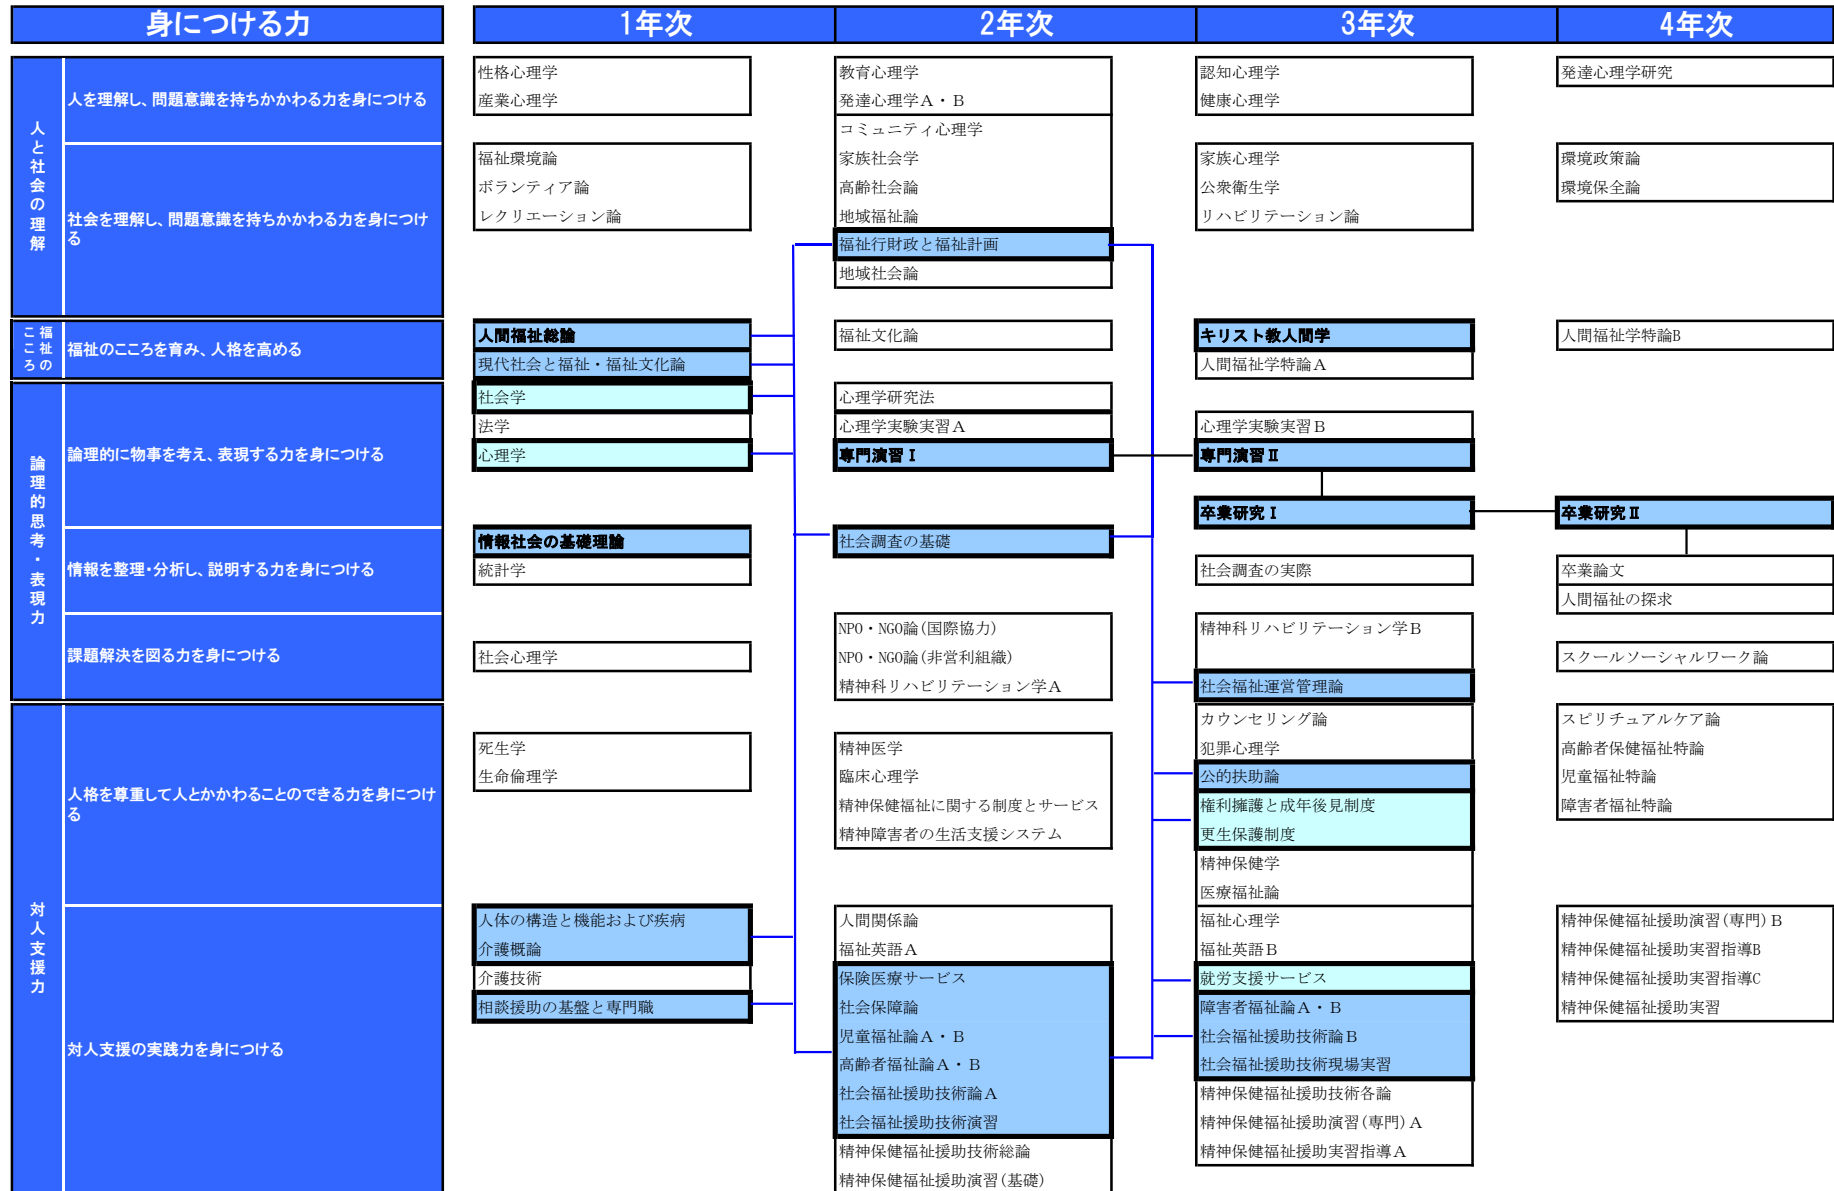 身につける力
1年次
2年次
3年次
4年次
人と社会の理解
人を理解し、問題意識を持ちかかわる力を身につける
性格心理学
産業心理学
教育心理学
発達心理学A・B
コミュニティ心理学
認知心理学
健康心理学
発達心理学研究
社会を理解し、問題意識を持ちかかわる力を身につけ
る
福祉環境論
ボランティア論
レクリエーション論
家族社会学
高齢社会論
地域福祉論
福祉行財政と福祉計画
地域社会論
家族心理学
公衆衛生学
リハビリテーション論
環境政策論
環境保全論
福祉の
こころ
福祉のこころを育み、人格を高める
人間福祉総論
現代社会と福祉・福祉文化論
福祉文化論
キリスト教人間学
人間福祉学特論A
人間福祉学特論B
論理的思考・表現力
論理的に物事を考え、表現する力を身につける
社会学
法学
心理学
心理学研究法
心理学実験実習A
専門演習Ⅰ
心理学実験実習B
専門演習Ⅱ
卒業研究Ⅰ
卒業研究Ⅱ
情報を整理・分析し、説明する力を身につける
情報社会の基礎理論
統計学
社会調査の基礎
社会調査の実際
卒業論文
人間福祉の探求
課題解決を図る力を身につける
社会心理学
NPO・NGO論(国際協力)
NPO・NGO論(非営利組織)
精神科リハビリテーション学A
精神科リハビリテーション学B
社会福祉運営管理論
スクールソーシャルワーク論
対人支援力
人格を尊重して人とかかわることのできる力を身につけ
る
死生学
生命倫理学
精神医学
臨床心理学
精神保健福祉に関する制度とサービス
精神障害者の生活支援システム
カウンセリング論
犯罪心理学
公的扶助論
権利擁護と成年後見制度
更生保護制度
精神保健学
医療福祉論
スピリチュアルケア論
高齢者保健福祉特論
児童福祉特論
障害者福祉特論
対人支援の実践力を身につける
人体の構造と機能および疾病
介護概論
介護技術
相談援助の基盤と専門職
人間関係論
福祉英語A
保険医療サービス
社会保障論
児童福祉論A・B
高齢者福祉論A・B
社会福祉援助技術論A
社会福祉援助技術演習
精神保健福祉援助技術総論
精神保健福祉援助演習(基礎)
福祉心理学
福祉英語B
就労支援サービス
障害者福祉論A・B
社会福祉援助技術論B
社会福祉援助技術現場実習
精神保健福祉援助技術各論
精神保健福祉援助演習(専門)A
精神保健福祉援助実習指導A
精神保健福祉援助演習(専門)B
精神保健福祉援助実習指導B
精神保健福祉援助実習指導C
精神保健福祉援助実習